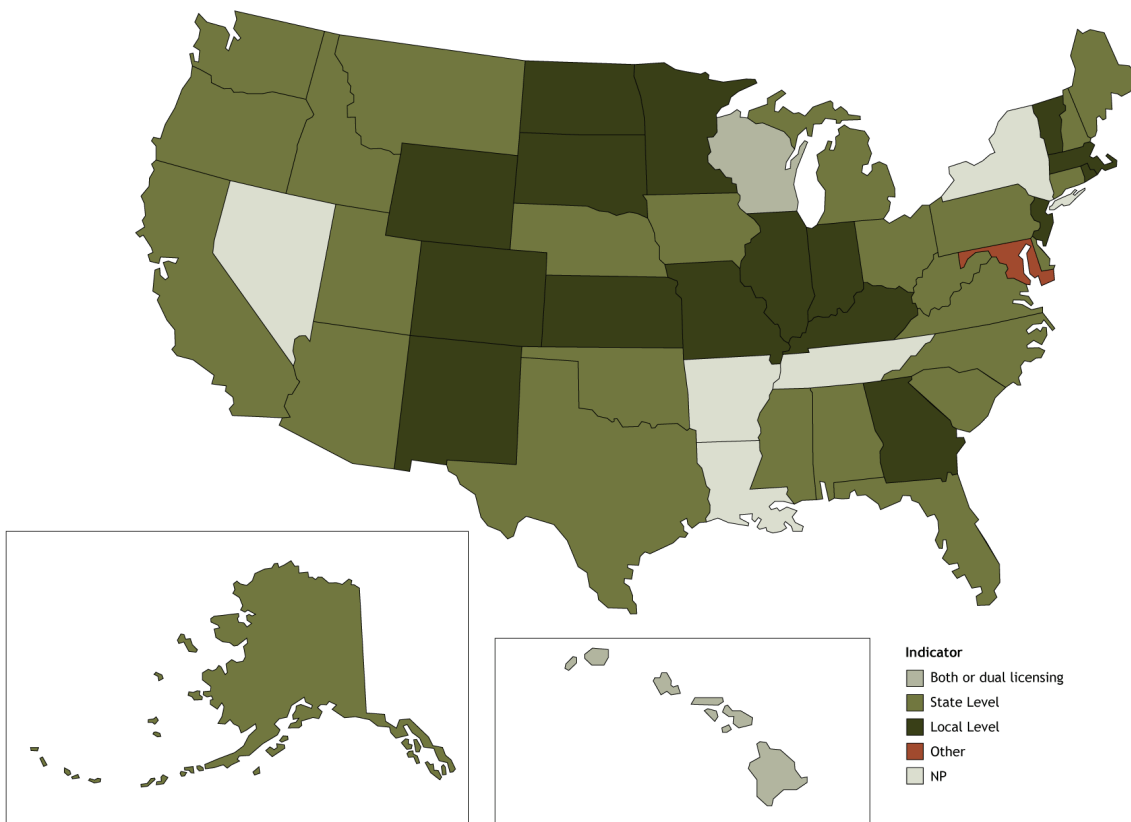 Indicator
Both or dual licensing
State Level
Local Level
Other
NP